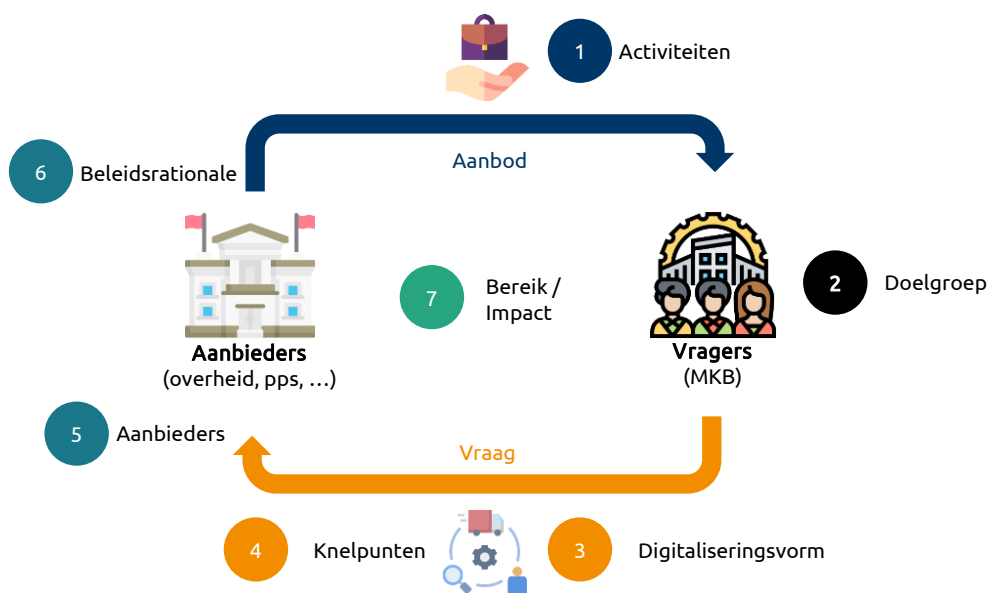 1 Activiteiten
Aanbod
6 Beleidsrationale
2 Doelgroep
7 Bereik /
Impact
Aanbieders
(overheid, pps, ...)
Vragers
(MKB)
5 Aanbieders
Vraag
4 Knelpunten
3 Digitaliseringsvorm